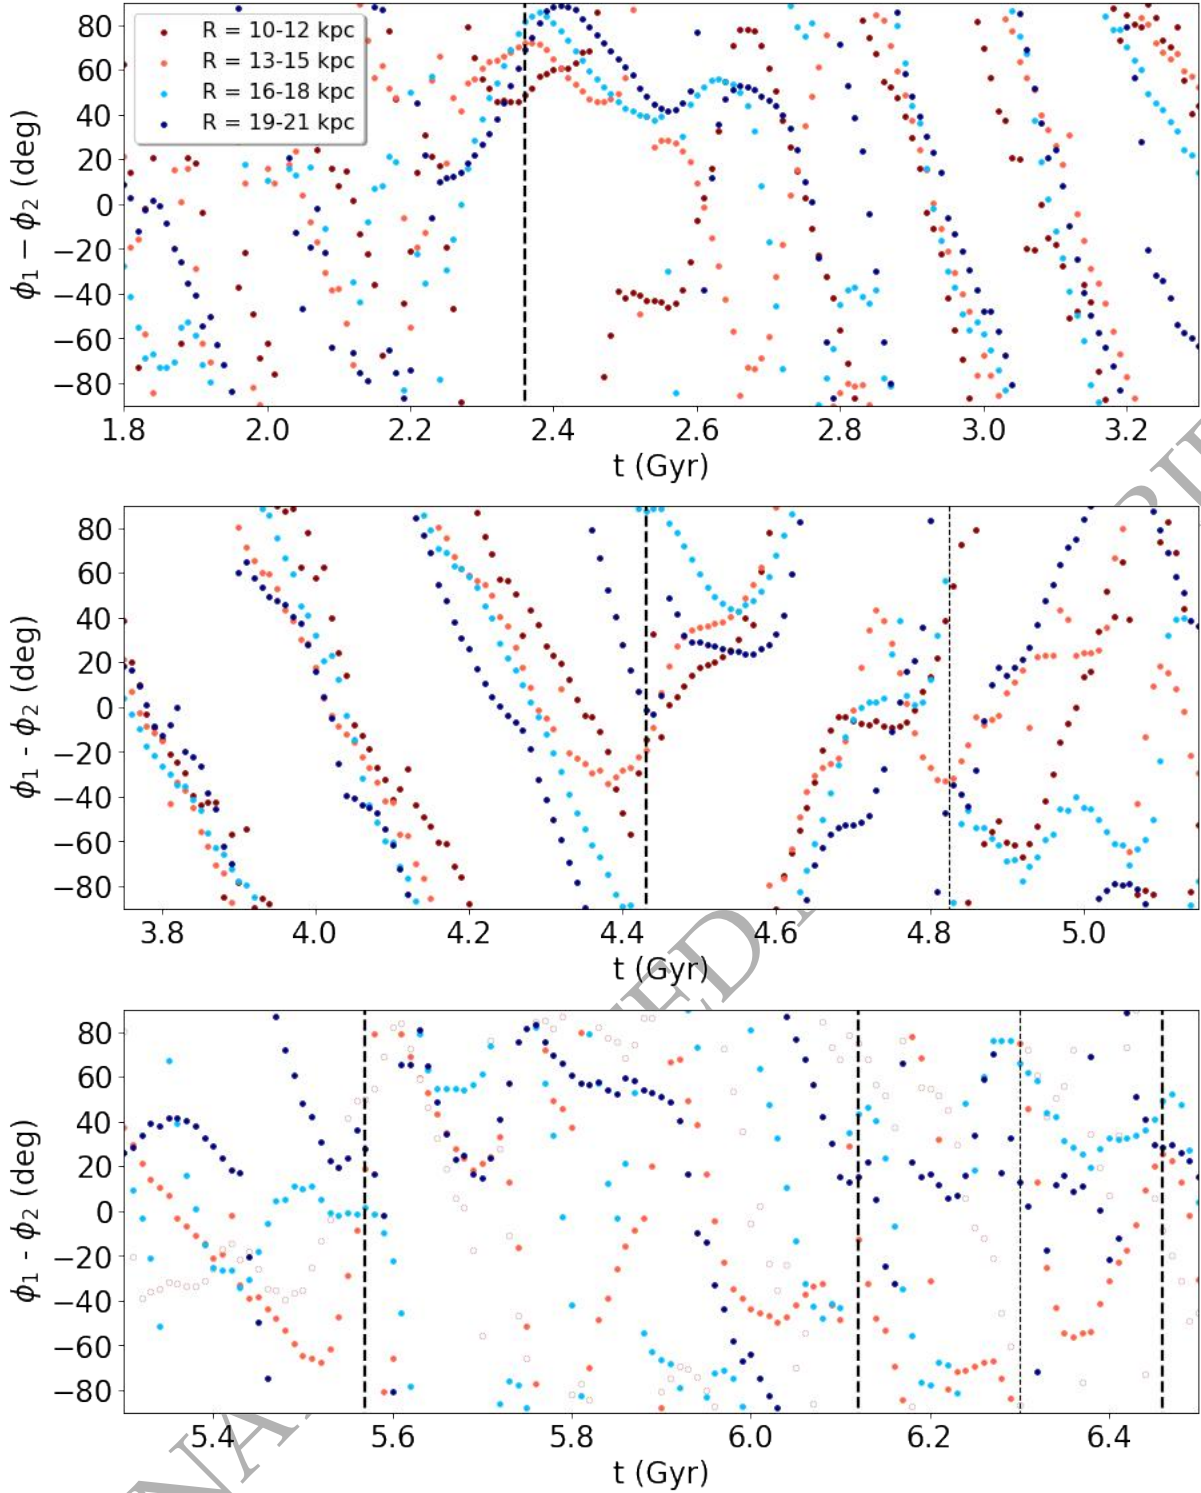 80
60
40
20
0
−20
−40
−60
−80
ϕ₁ − ϕ₂ (deg)
R = 10-12 kpc
R = 13-15 kpc
R = 16-18 kpc
R = 19-21 kpc
1.8 2.0 2.2 2.4 2.6 2.8 3.0 3.2
t (Gyr)
80
60
40
20
0
−20
−40
−60
−80
ϕ₁ - ϕ₂ (deg)
3.8 4.0 4.2 4.4 4.6 4.8 5.0
t (Gyr)
80
60
40
20
0
−20
−40
−60
−80
ϕ₁ - ϕ₂ (deg)
5.4 5.6 5.8 6.0 6.2 6.4
t (Gyr)